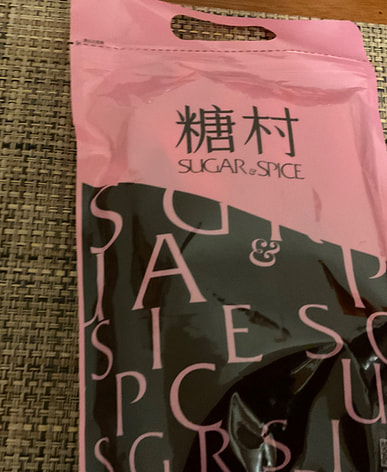 糖村
SUGAR & SPICE
S G R P
I A & P
S I E S C
P C U
S G R S I